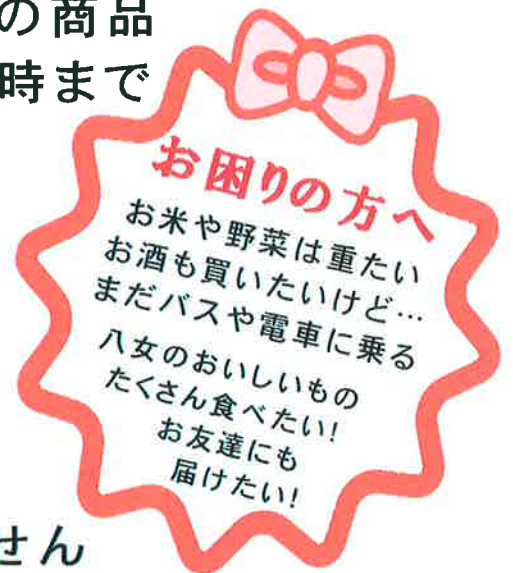 の商品
時まで
お困りの方へ
お米や野菜は重たい
お酒も買いたいけど…
まだバスや電車に乗る
八女のおいしいもの
たくさん食べたい!
お友達にも
届けたい!
せん